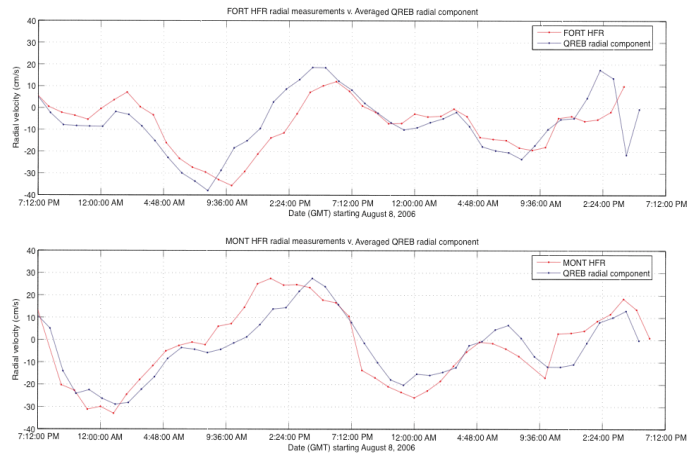 FORT HFR radial measurements v. Averaged QREB radial component
FORT HFR
QREB radial component
Radial velocity (cm/s)
40
30
20
10
0
-10
-20
-30
-40
7:12:00 PM 12:00:00 AM 4:48:00 AM 9:36:00 AM 2:24:00 PM 7:12:00 PM 12:00:00 AM 4:48:00 AM 9:36:00 AM 2:24:00 PM 7:12:00 PM
Date (GMT) starting August 8, 2006
MONT HFR radial measurements v. Averaged QREB radial component
MONT HFR
QREB radial component
Radial velocity (cm/s)
40
30
20
10
0
-10
-20
-30
-40
7:12:00 PM 12:00:00 AM 4:48:00 AM 9:36:00 AM 2:24:00 PM 7:12:00 PM 12:00:00 AM 4:48:00 AM 9:36:00 AM 2:24:00 PM 7:12:00 PM
Date (GMT) starting August 8, 2006